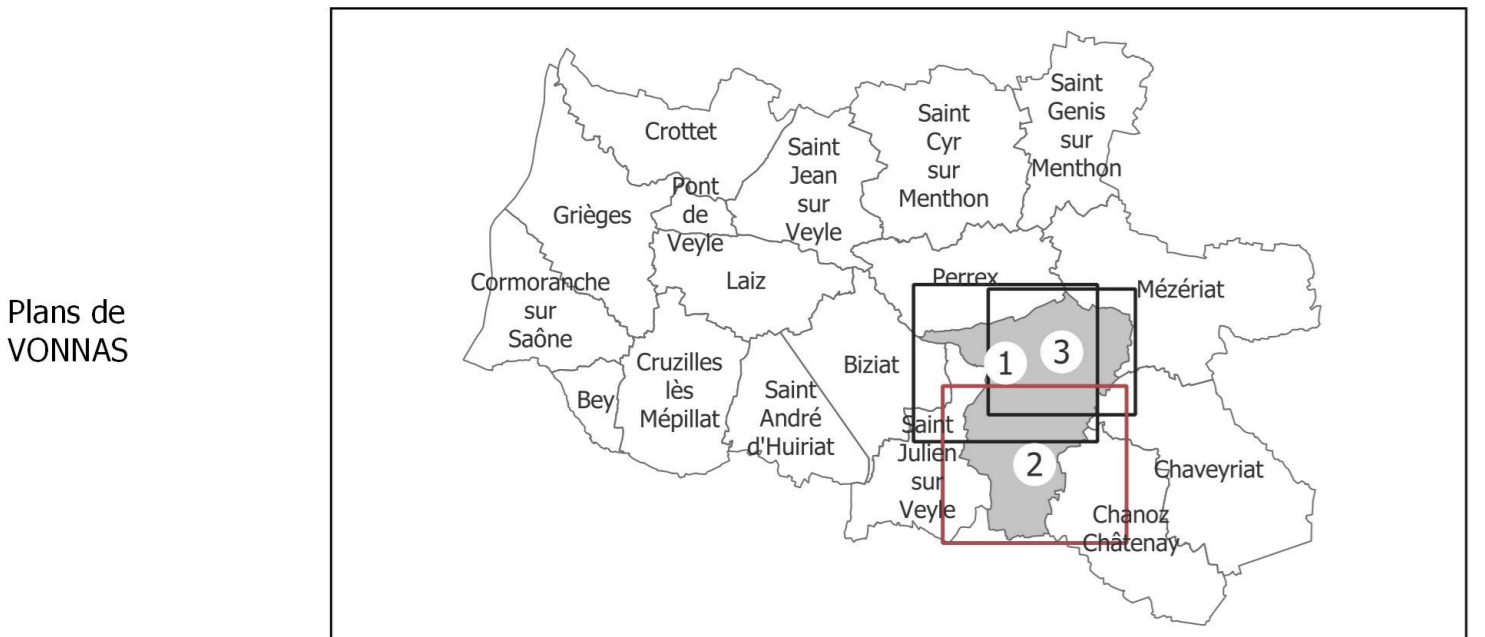 Plans de
VONNAS
Crottet
Saint
Jean
sur
Veyle
Saint
Cyr
sur
Menthon
Saint
Genis
sur
Menthon
Grièges
Pont
de
Veyle
Laiz
Perrex
Mézériat
Cormoranche
sur
Saône
Bey
Cruzilles
lès
Mépillat
Saint
André
d'Huiriat
Biziat
1
3
Saint
Julien
sur
Veyle
2
Chaveyriat
Chanoz
Châtenay